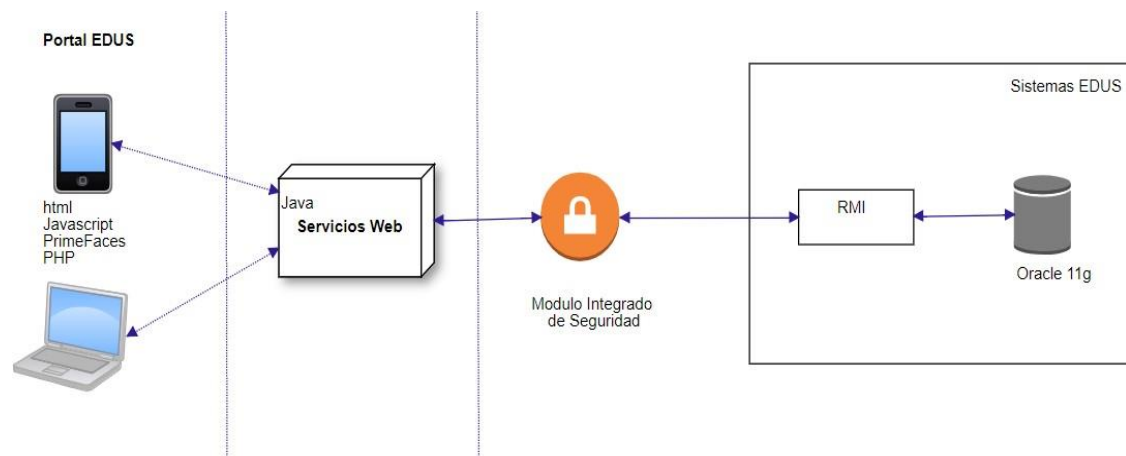 Portal EDUS
html
Javascript
PrimeFaces
PHP
Java
Servicios Web
Modulo Integrado
de Seguridad
Sistemas EDUS
RMI
Oracle 11g